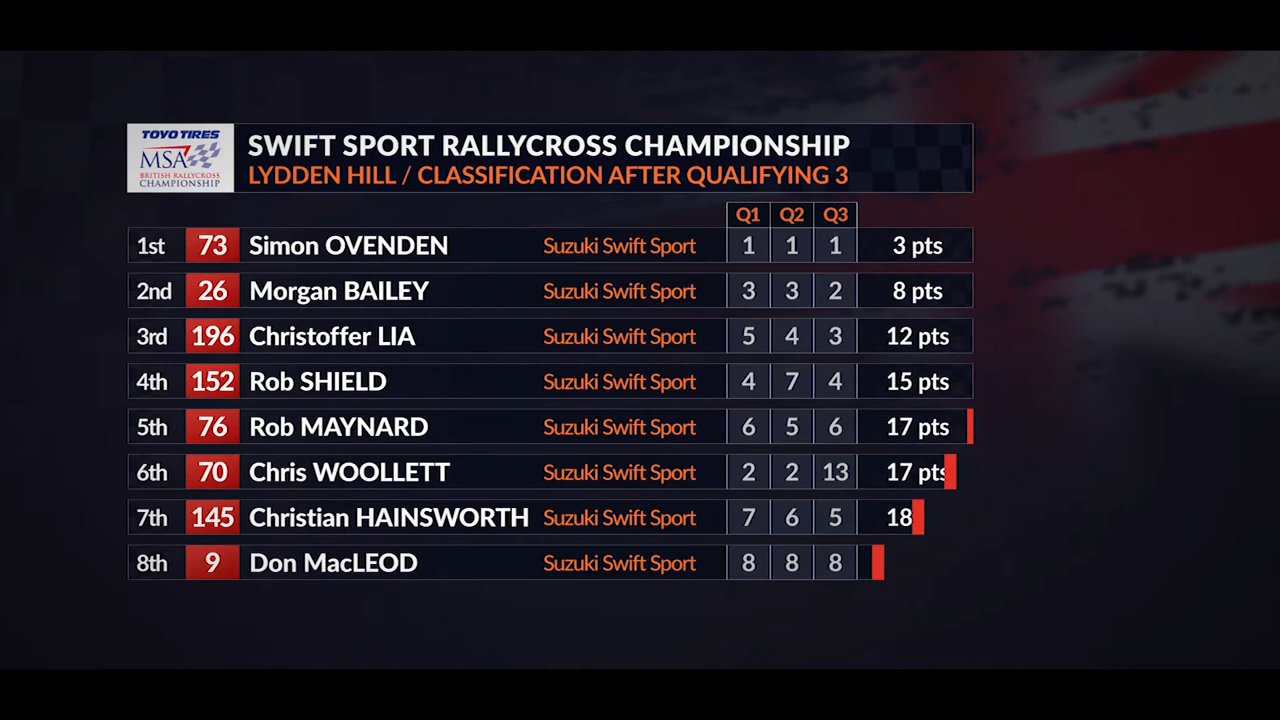 TOYO TIRES
MSA
BRITISH RALLYCROSS
CHAMPIONSHIP
SWIFT SPORT RALLYCROSS CHAMPIONSHIP
LYDDEN HILL / CLASSIFICATION AFTER QUALIFYING 3
Q1 Q2 Q3
1st 73 Simon OVENDEN Suzuki Swift Sport 1 1 1 3 pts
2nd 26 Morgan BAILEY Suzuki Swift Sport 3 3 2 8 pts
3rd 196 Christoffer LIA Suzuki Swift Sport 5 4 3 12 pts
4th 152 Rob SHIELD Suzuki Swift Sport 4 7 4 15 pts
5th 76 Rob MAYNARD Suzuki Swift Sport 6 5 6 17 pts
6th 70 Chris WOOLLETT Suzuki Swift Sport 2 2 13 17 pts
7th 145 Christian HAINSWORTH Suzuki Swift Sport 7 6 5 18
8th 9 Don MacLEOD Suzuki Swift Sport 8 8 8